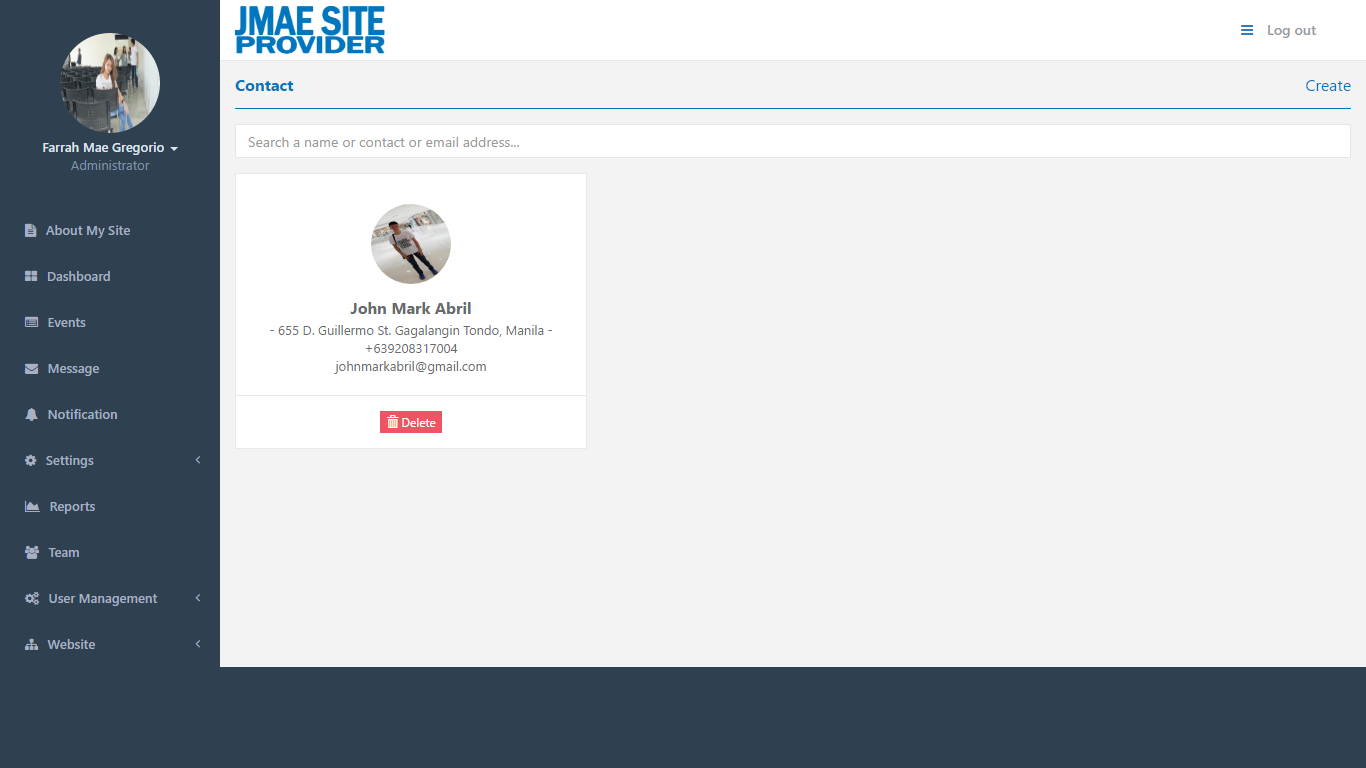 Farrah Mae Gregorio
Administrator
About My Site
Dashboard
Events
Message
Notification
Settings
Reports
Team
User Management
Website
JMAE SITE
PROVIDER
Log out
Contact
Create
Search a name or contact or email address...
John Mark Abril
- 655 D. Guillermo St. Gagalangin Tondo, Manila -
+639208317004
johnmarkabril@gmail.com
Delete